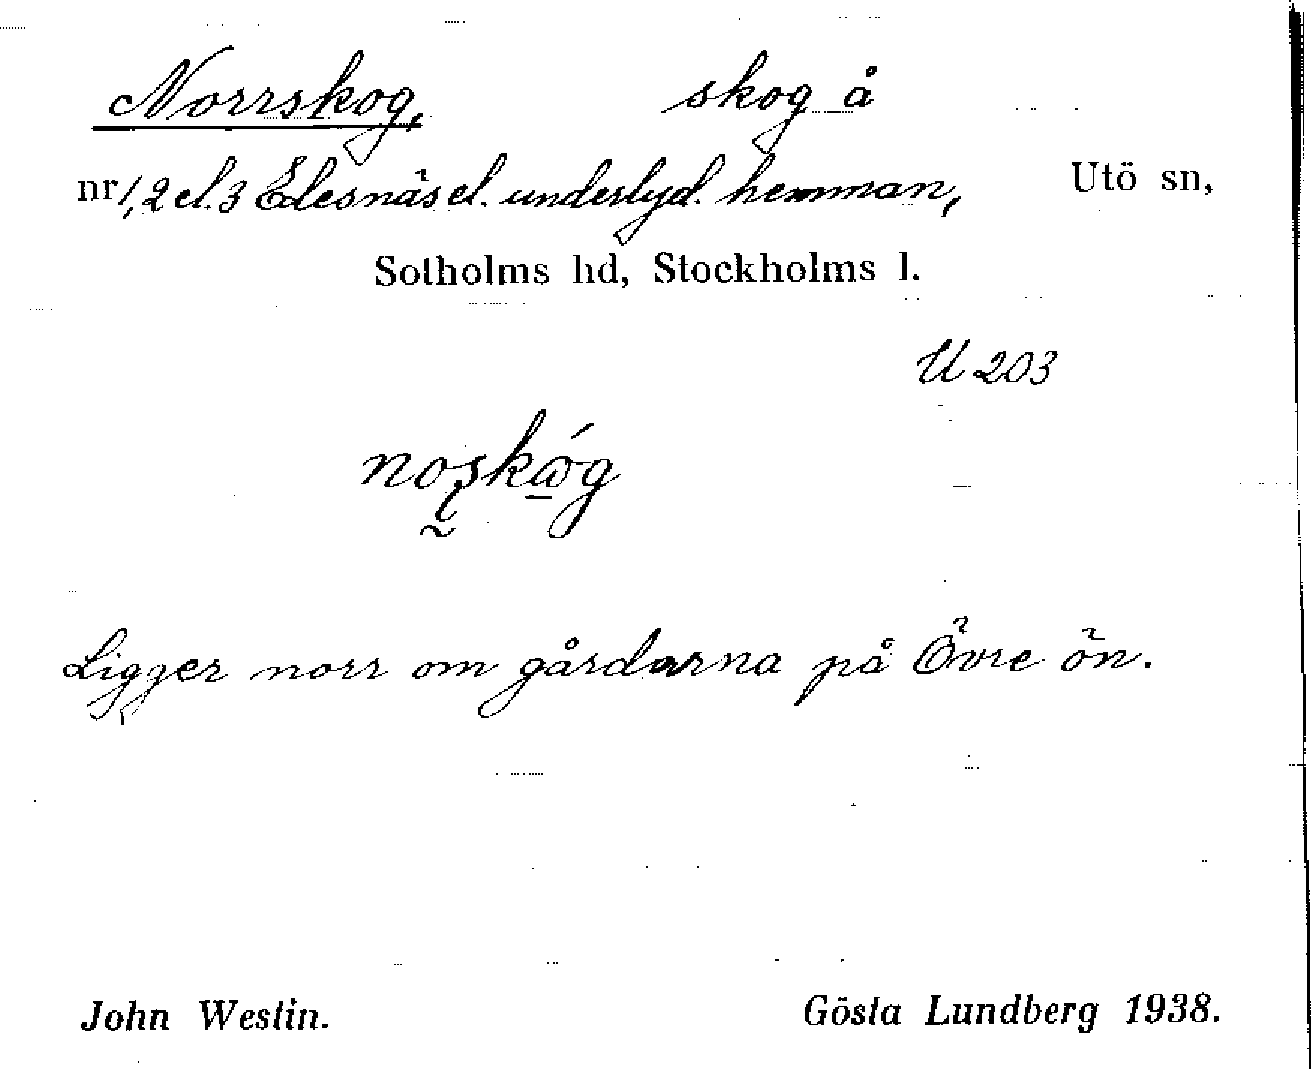 Norrskog, skog å
nr 1, 2 el. 3 Edesnäs el. underlyd. hemman, Utö sn,
Sotholms hd, Stockholms l.
U 203
Ligger norr om gårdarna på Övre ön.
John Westin. Gösta Lundberg 1938.